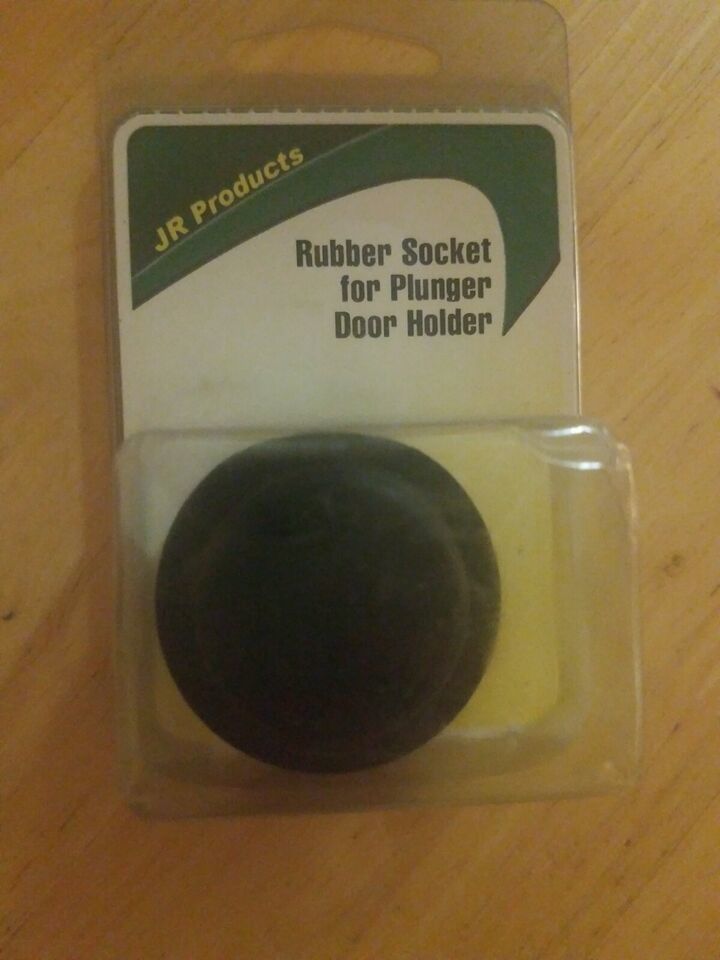 JR Products
Rubber Socket
for Plunger
Door Holder